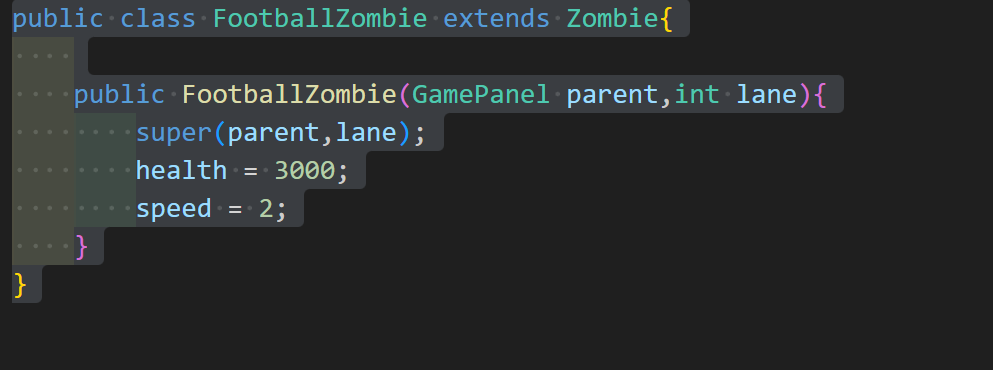 public class FootballZombie extends Zombie{
    public FootballZombie(GamePanel parent,int lane){
        super(parent,lane);
        health = 3000;
        speed = 2;
    }
}